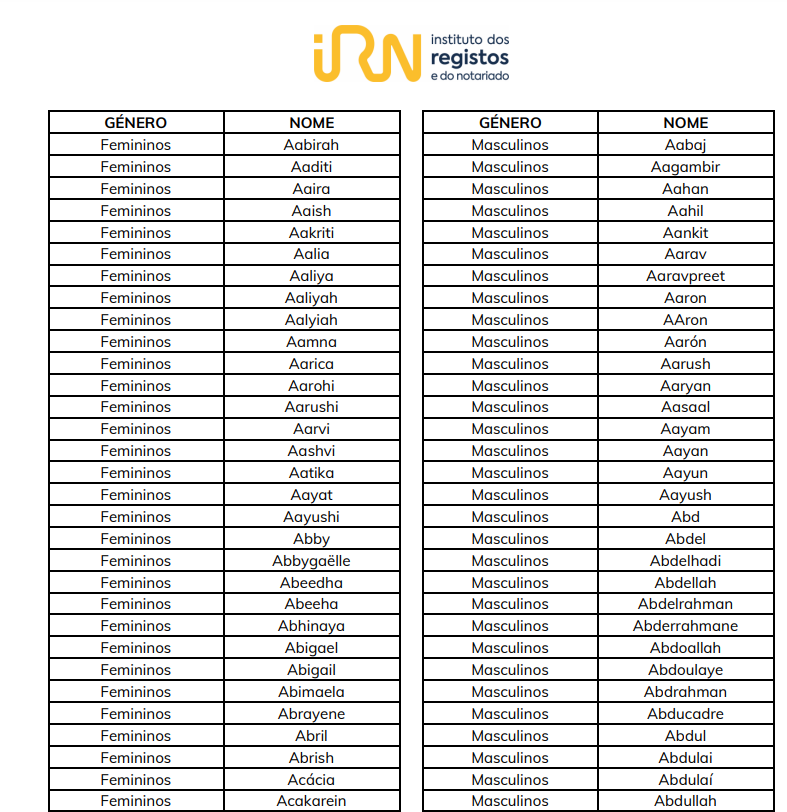 iRN instituto dos
registos
e do notariado
GÉNERO NOME GÉNERO NOME
Femininos Aabirah Masculinos Aabaj
Femininos Aaditi Masculinos Aagambir
Femininos Aaira Masculinos Aahan
Femininos Aaish Masculinos Aahil
Femininos Aakriti Masculinos Aankit
Femininos Aalia Masculinos Aarav
Femininos Aaliya Masculinos Aaravpreet
Femininos Aaliyah Masculinos Aaron
Femininos Aalyiah Masculinos AAron
Femininos Aamna Masculinos Aarón
Femininos Aarica Masculinos Aarush
Femininos Aarohi Masculinos Aaryan
Femininos Aarushi Masculinos Aasaal
Femininos Aarvi Masculinos Aayam
Femininos Aashvi Masculinos Aayan
Femininos Aatika Masculinos Aayun
Femininos Aayat Masculinos Aayush
Femininos Aayushi Masculinos Abd
Femininos Abby Masculinos Abdel
Femininos Abbygaëlle Masculinos Abdelhadi
Femininos Abeedha Masculinos Abdellah
Femininos Abeeha Masculinos Abdelrahman
Femininos Abhinaya Masculinos Abderrahmane
Femininos Abigael Masculinos Abdoallah
Femininos Abigail Masculinos Abdoulaye
Femininos Abimaela Masculinos Abdrahman
Femininos Abrayene Masculinos Abducadre
Femininos Abril Masculinos Abdul
Femininos Abrish Masculinos Abdulai
Femininos Acácia Masculinos Abdulaí
Femininos Acakarein Masculinos Abdullah